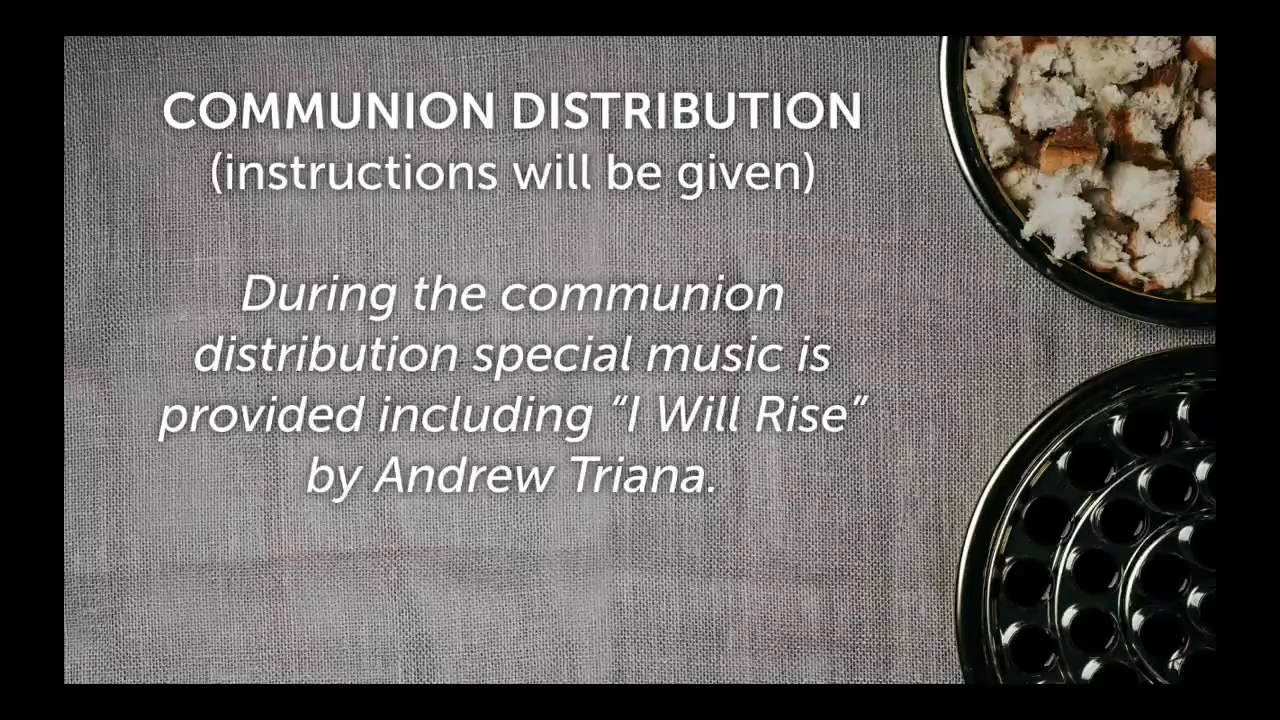 COMMUNION DISTRIBUTION
(instructions will be given)
During the communion
distribution special music is
provided including “I Will Rise”
by Andrew Triana.